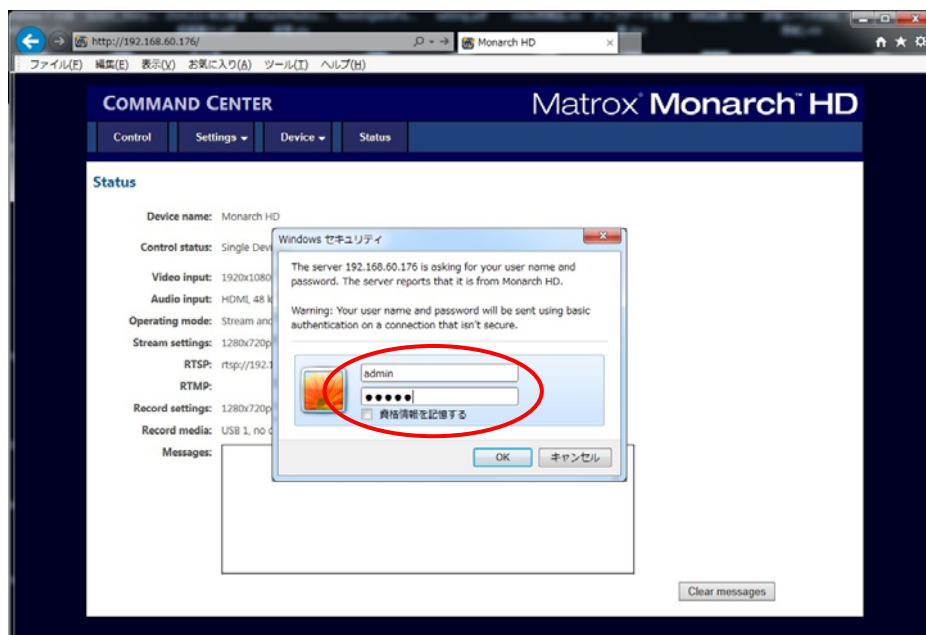 http://192.168.60.176/
Monarch HD
ファイル(F) 編集(E) 表示(V) お気に入り(A) ツール(T) ヘルプ(H)
COMMAND CENTER
Matrox® Monarch™ HD
Control Settings Device Status
Status
Device name: Monarch HD
Control status: Single Devi
Video input: 1920x1080
Audio input: HDMI, 48 k
Operating mode: Stream and
Stream settings: 1280x720p
RTSP: rtsp://192.1
RTMP:
Record settings: 1280x720p
Record media: USB 1, no d
Messages:
Windows セキュリティ
The server 192.168.60.176 is asking for your user name and
password. The server reports that it is from Monarch HD.
Warning: Your user name and password will be sent using basic
authentication on a connection that isn't secure.
admin
●●●●●
資格情報を記憶する
OK キャンセル
Clear messages